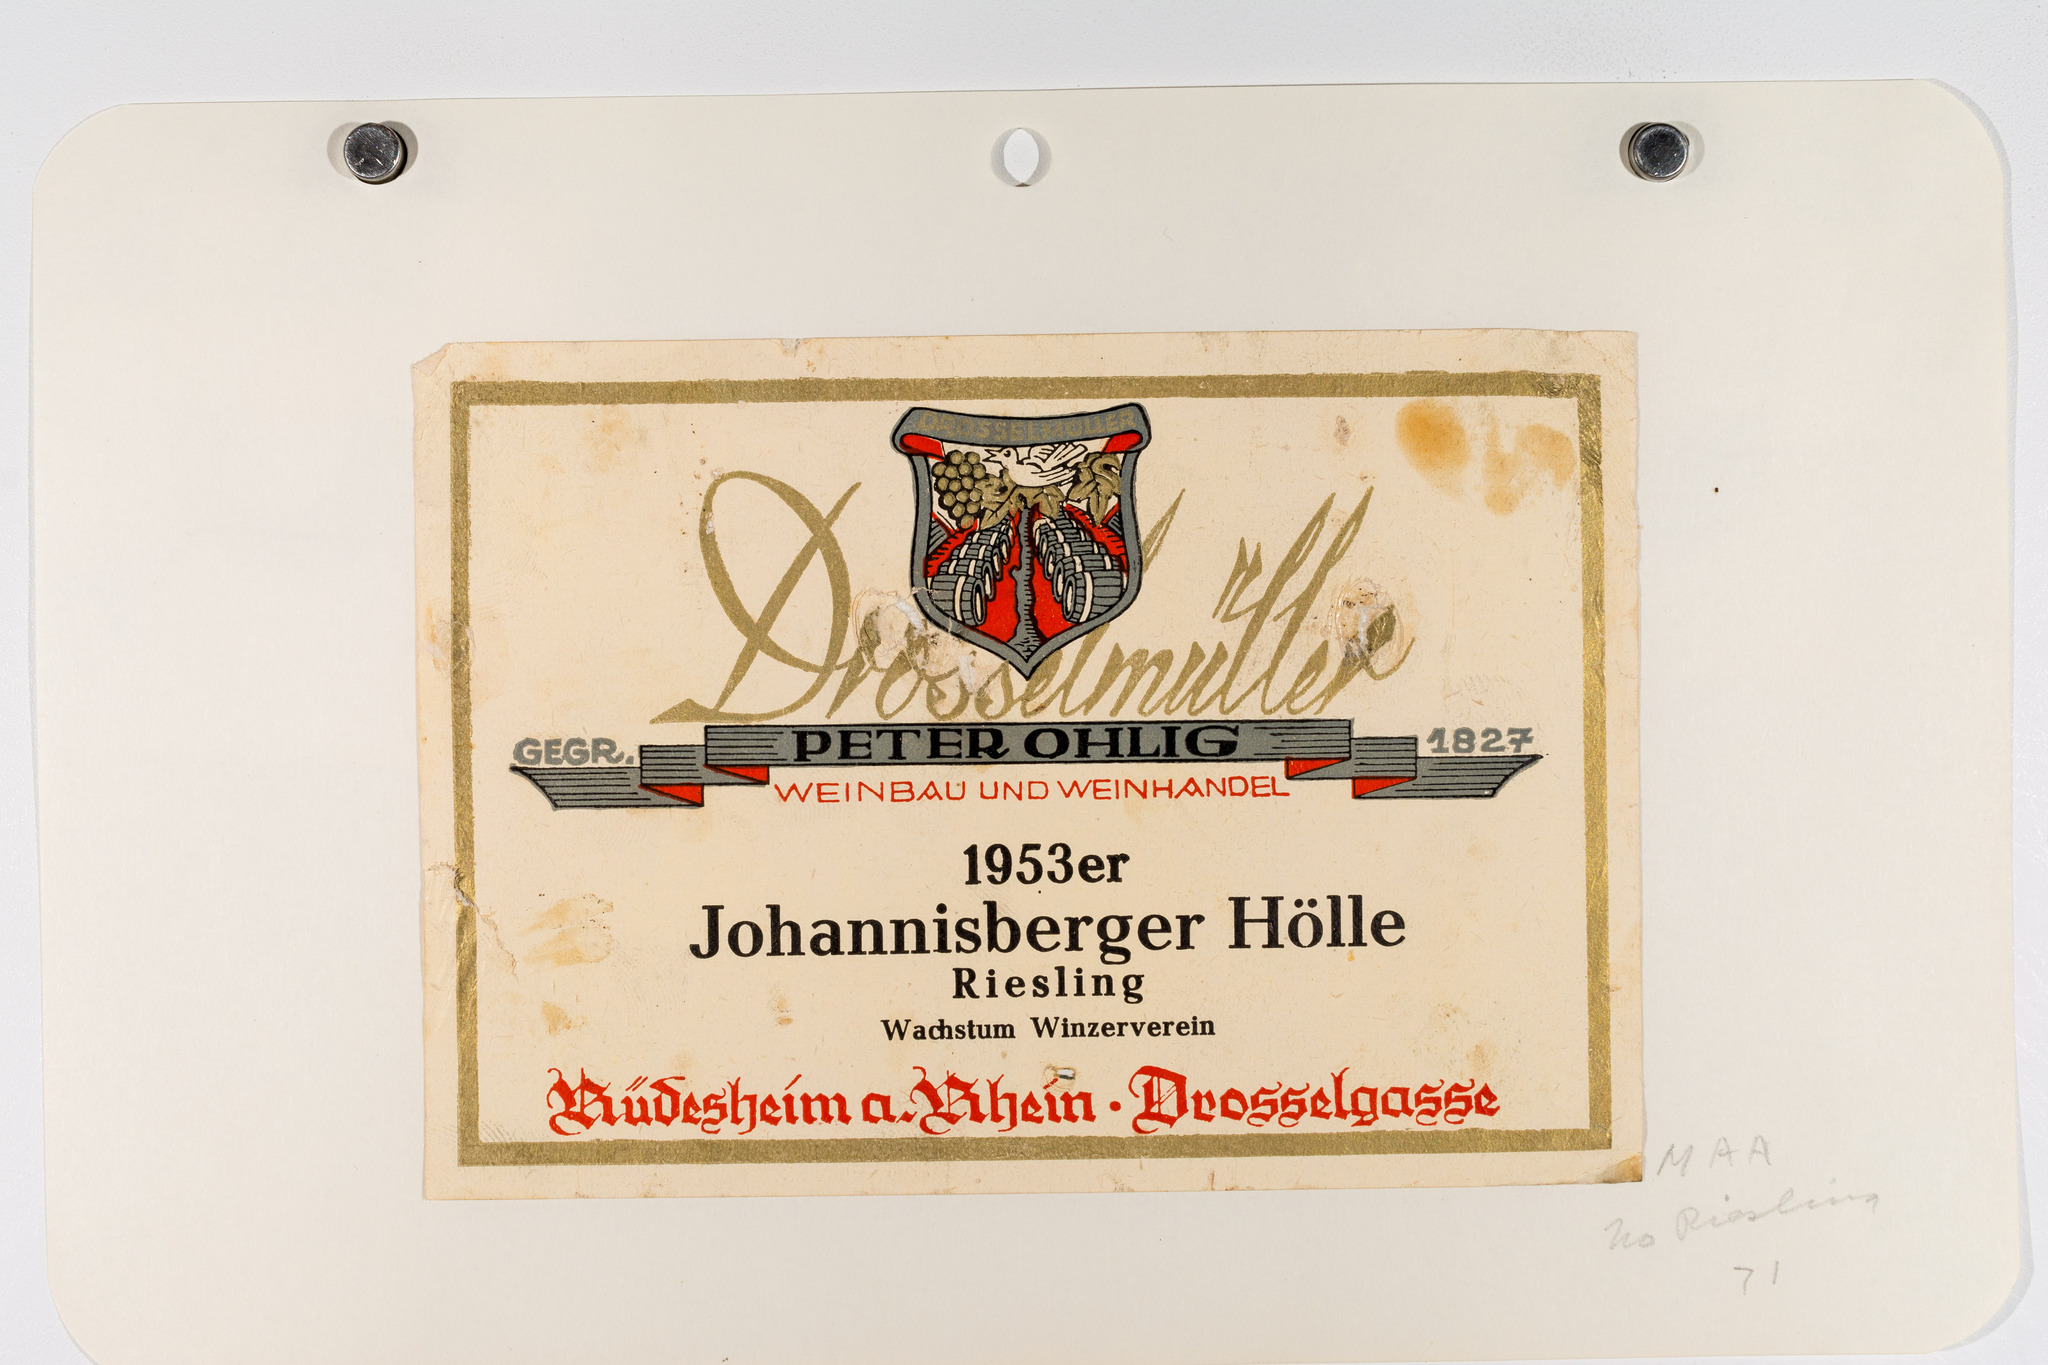 DROSSELMÜLLER
Drosselmüller
GEGR. PETER OHLIG 1827
WEINBAU UND WEINHANDEL
1953er
Johannisberger Hölle
Riesling
Wachstum Winzerverein
Rüdesheim a. Rhein · Drosselgasse
MAA
no Riesling
71